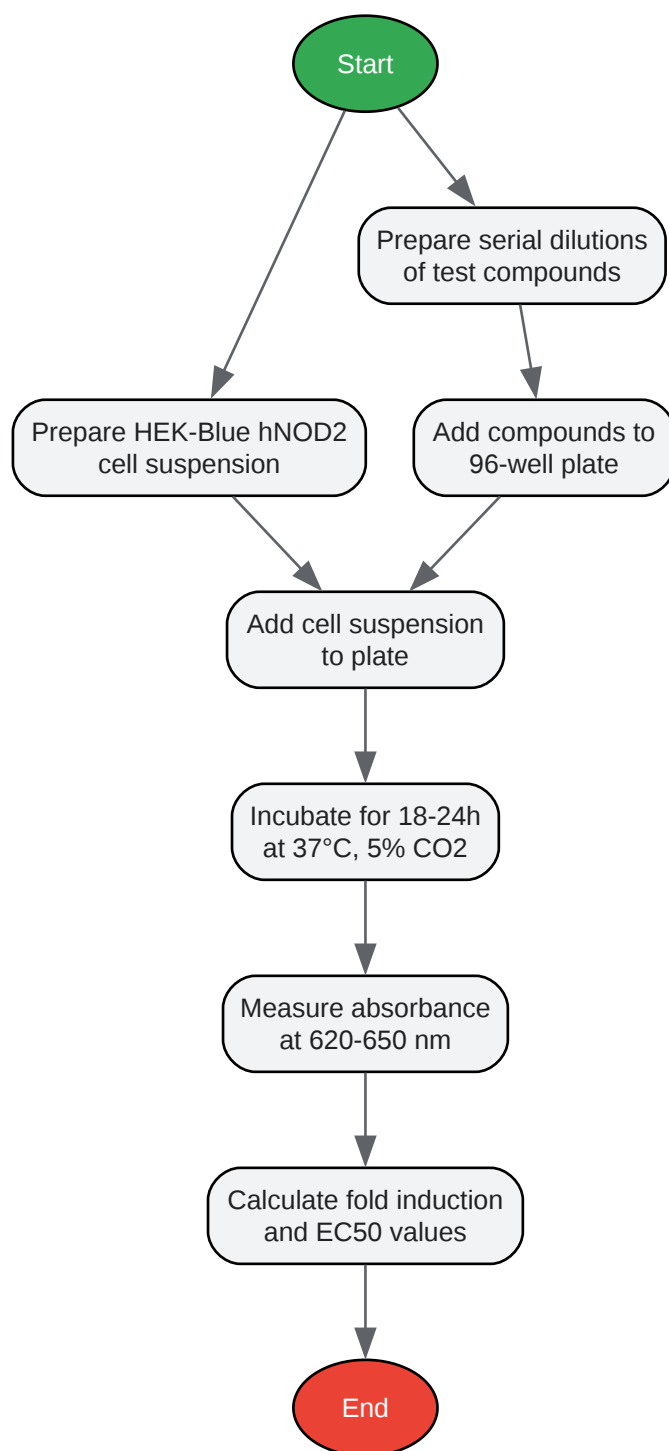 Start
Prepare serial dilutions
of test compounds
Prepare HEK-Blue hNOD2
cell suspension
Add compounds to
96-well plate
Add cell suspension
to plate
Incubate for 18-24h
at 37°C, 5% CO2
Measure absorbance
at 620-650 nm
Calculate fold induction
and EC50 values
End